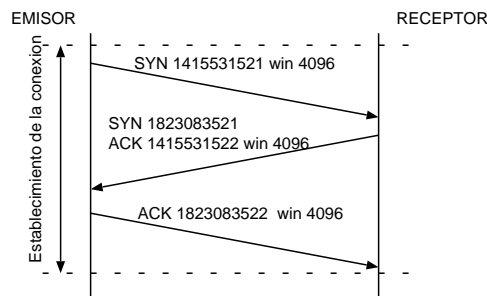 EMISOR
RECEPTOR
Establecimiento de la conexion
SYN 1415531521 win 4096
SYN 1823083521
ACK 1415531522 win 4096
ACK 1823083522 win 4096